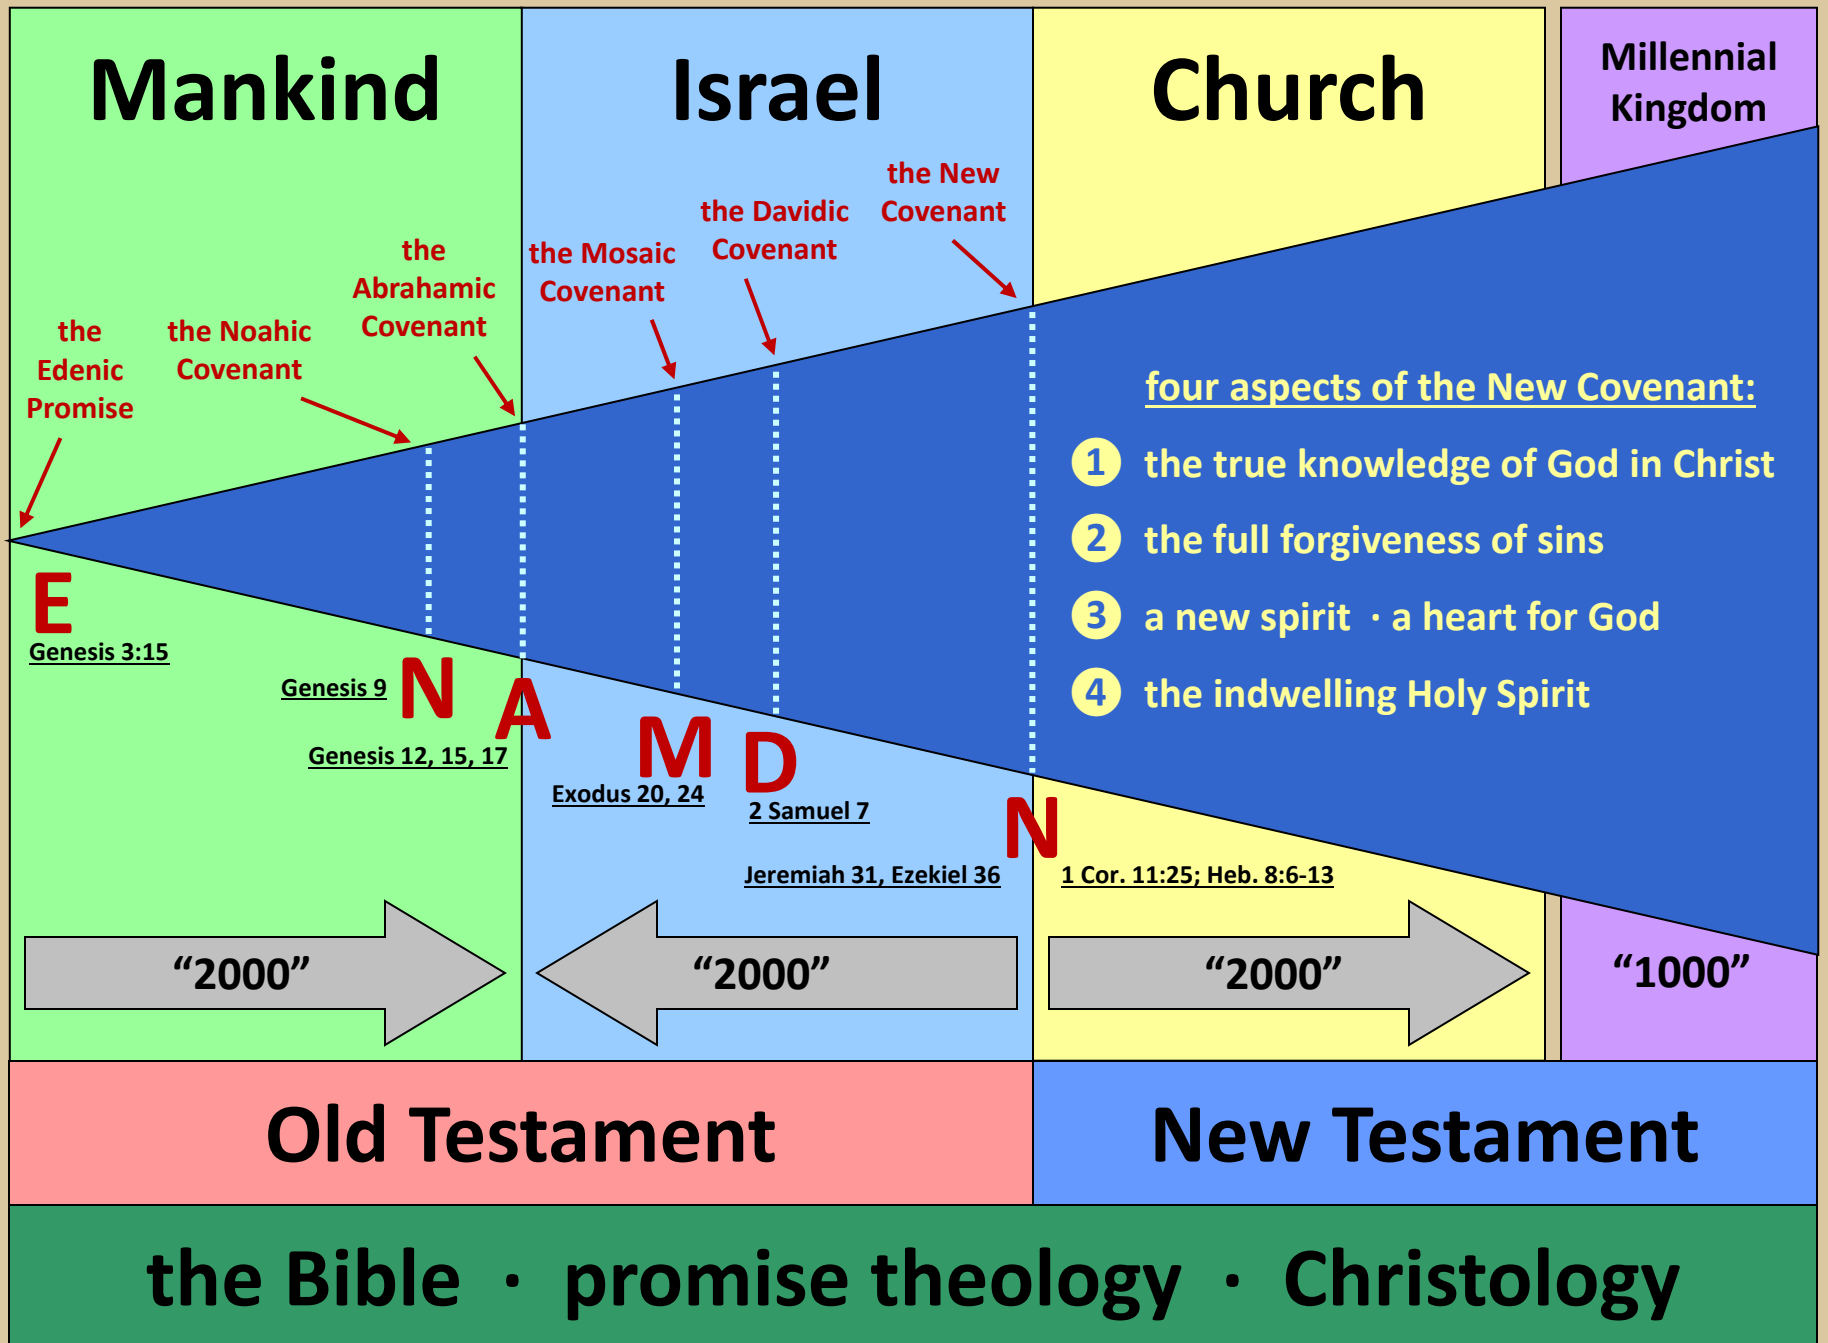 Mankind
Israel
Church
Millennial
Kingdom
the New
Covenant
the Davidic
Covenant
the Mosaic
Covenant
the
Abrahamic
Covenant
the Noahic
Covenant
the
Edenic
Promise
four aspects of the New Covenant:
1 the true knowledge of God in Christ
2 the full forgiveness of sins
3 a new spirit · a heart for God
4 the indwelling Holy Spirit
E
Genesis 3:15
Genesis 9
N
A
Genesis 12, 15, 17
M
Exodus 20, 24
D
2 Samuel 7
N
Jeremiah 31, Ezekiel 36
1 Cor. 11:25; Heb. 8:6-13
“2000”
“2000”
“2000”
“1000”
Old Testament
New Testament
the Bible · promise theology · Christology